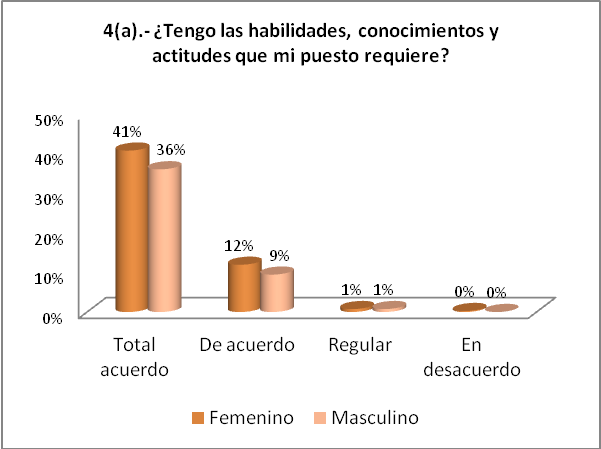 4(a).- ¿Tengo las habilidades, conocimientos y
actitudes que mi puesto requiere?
50%
40%
30%
20%
10%
0%
41%
36%
12%
9%
1%
1%
0%
0%
Total
acuerdo
De acuerdo
Regular
En
desacuerdo
Femenino
Masculino